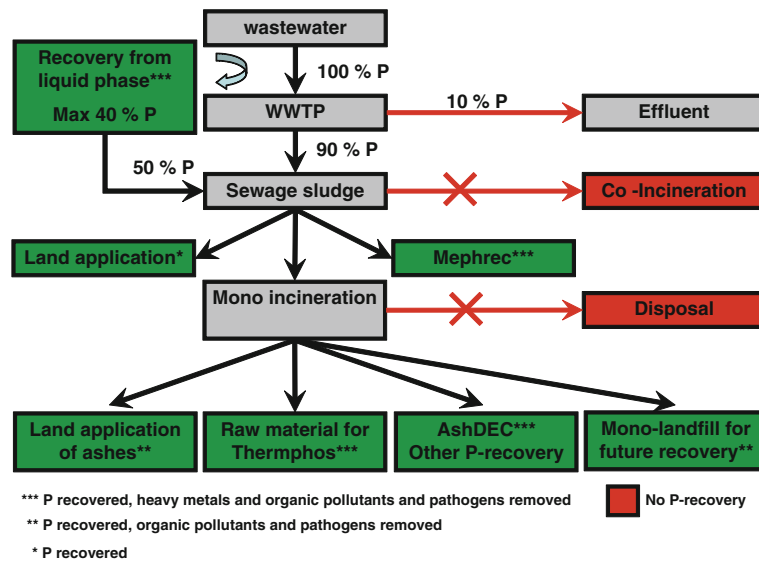 wastewater
Recovery from
liquid phase***
Max 40 % P
100 % P
WWTP
10 % P
Effluent
90 % P
50 % P
Sewage sludge
Co -Incineration
Land application*
Mephrec***
Mono incineration
Disposal
Land application
of ashes**
Raw material for
Thermphos***
AshDEC***
Other P-recovery
Mono-landfill for
future recovery**
*** P recovered, heavy metals and organic pollutants and pathogens removed
No P-recovery
** P recovered, organic pollutants and pathogens removed
* P recovered